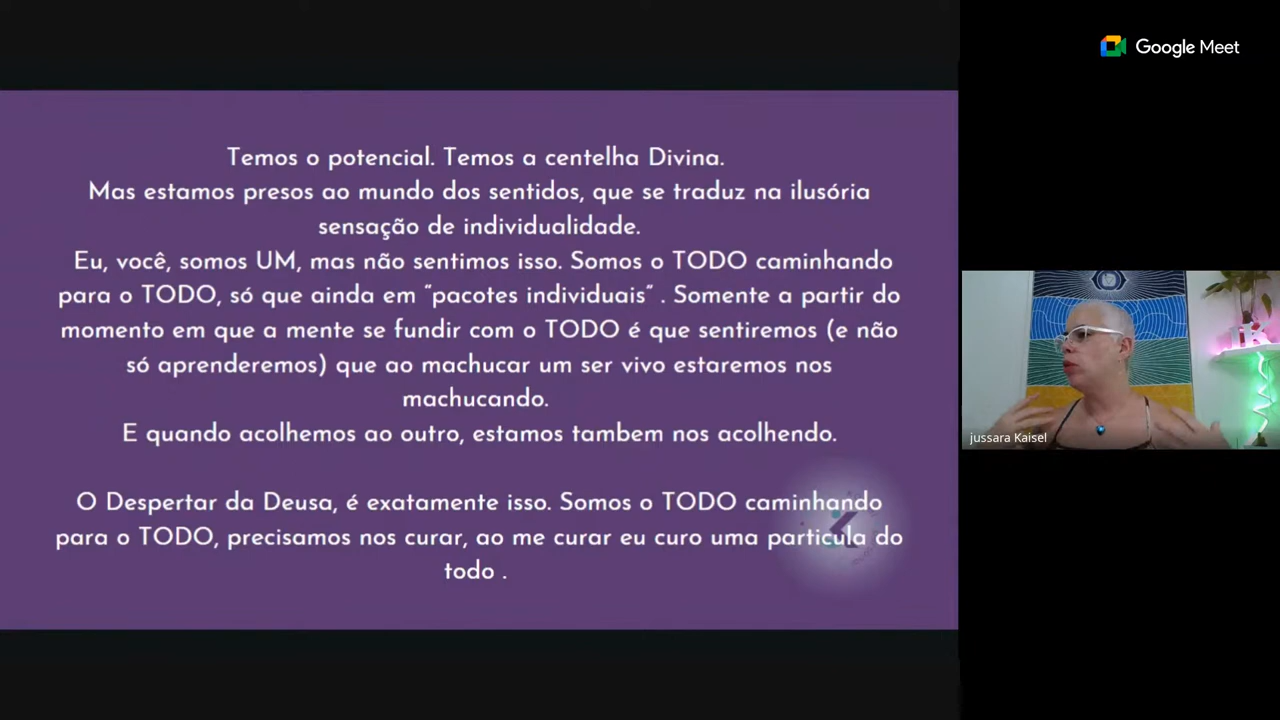 Google Meet
Temos o potencial. Temos a centelha Divina.
Mas estamos presos ao mundo dos sentidos, que se traduz na ilusória
sensação de individualidade.
Eu, você, somos UM, mas não sentimos isso. Somos o TODO caminhando
para o TODO, só que ainda em “pacotes individuais” . Somente a partir do
momento em que a mente se fundir com o TODO é que sentiremos (e não
só aprenderemos) que ao machucar um ser vivo estaremos nos
machucando.
E quando acolhemos ao outro, estamos tambem nos acolhendo.
O Despertar da Deusa, é exatamente isso. Somos o TODO caminhando
para o TODO, precisamos nos curar, ao me curar eu curo uma particula do
todo .
jussara Kaisel